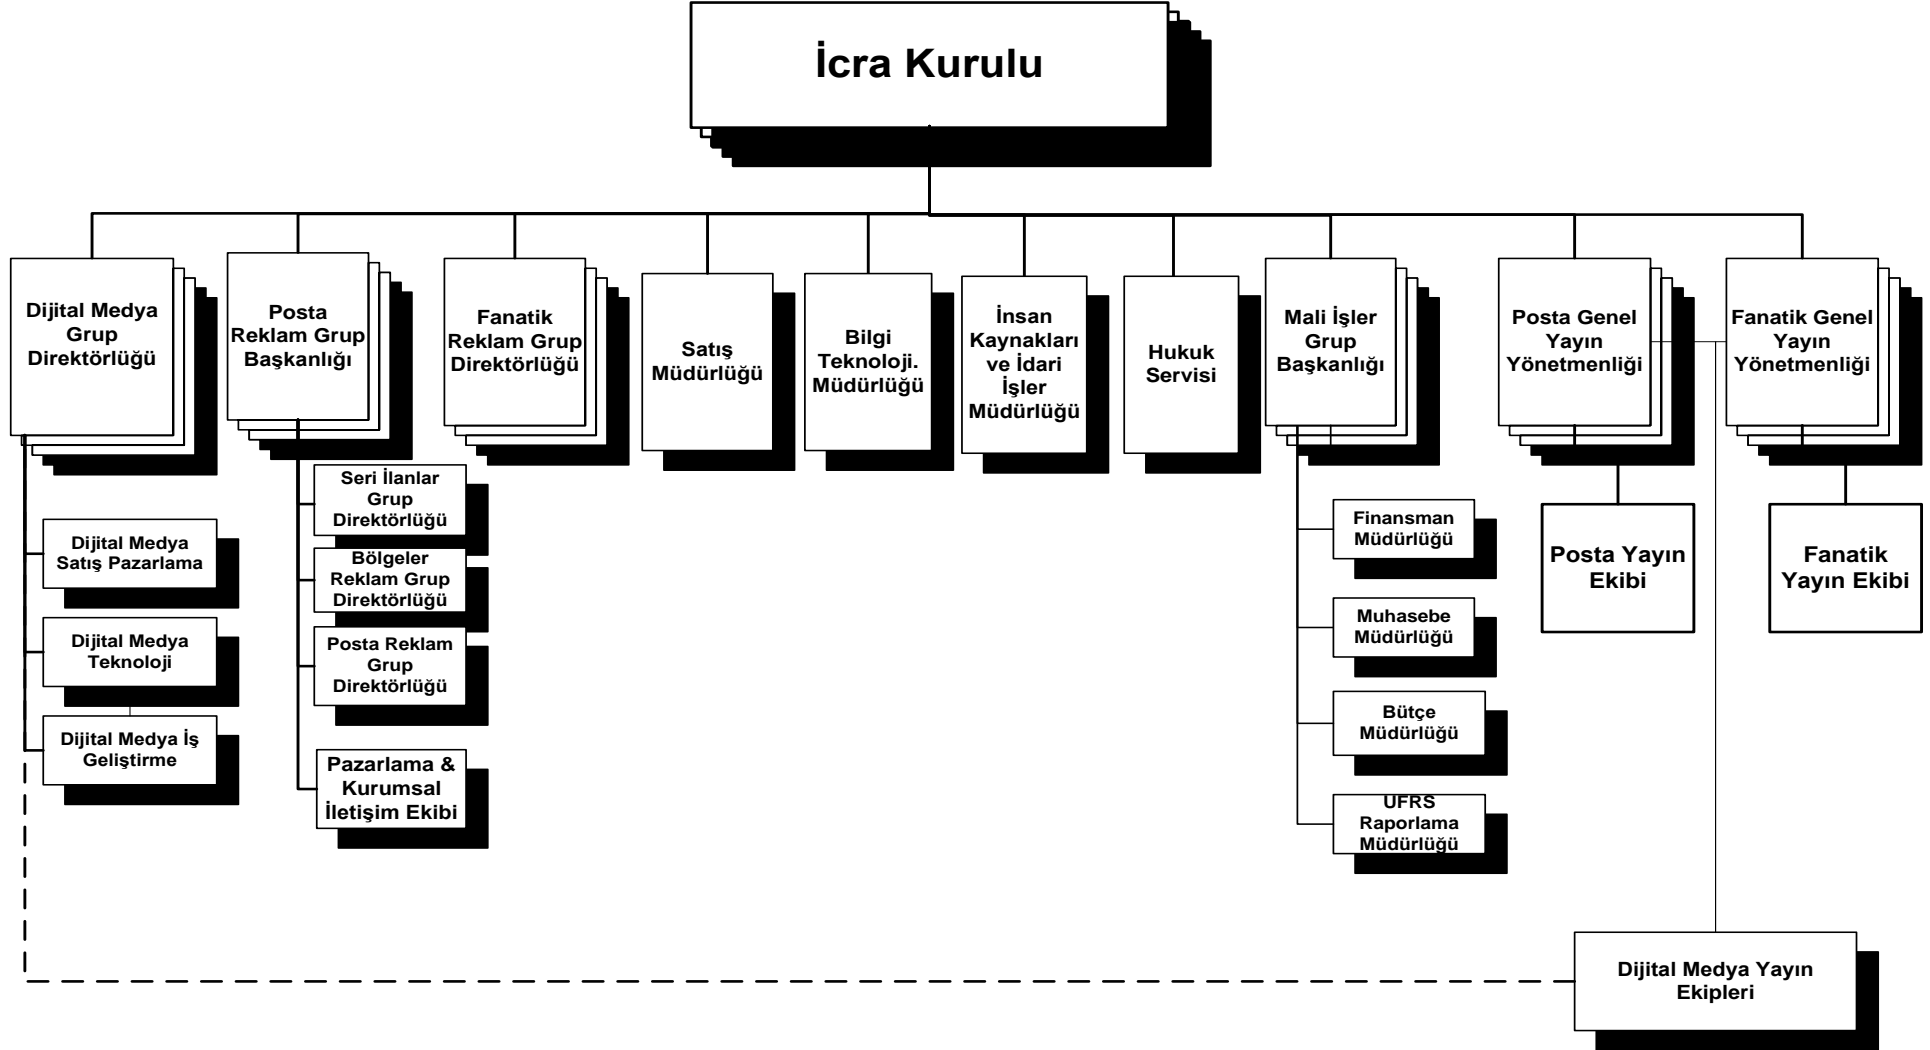 İcra Kurulu
Dijital Medya
Grup
Direktörlüğü
Posta
Reklam Grup
Başkanlığı
Fanatik
Reklam Grup
Direktörlüğü
Satış
Müdürlüğü
Bilgi
Teknoloji.
Müdürlüğü
İnsan
Kaynakları
ve İdari
İşler
Müdürlüğü
Hukuk
Servisi
Mali İşler
Grup
Başkanlığı
Posta Genel
Yayın
Yönetmenliği
Fanatik Genel
Yayın
Yönetmenliği
Dijital Medya
Satış Pazarlama
Dijital Medya
Teknoloji
Dijital Medya İş
Geliştirme
Seri İlanlar
Grup
Direktörlüğü
Bölgeler
Reklam Grup
Direktörlüğü
Posta Reklam
Grup
Direktörlüğü
Pazarlama &
Kurumsal
İletişim Ekibi
Finansman
Müdürlüğü
Muhasebe
Müdürlüğü
Bütçe
Müdürlüğü
UFRS
Raporlama
Müdürlüğü
Posta Yayın
Ekibi
Fanatik
Yayın Ekibi
Dijital Medya Yayın
Ekipleri